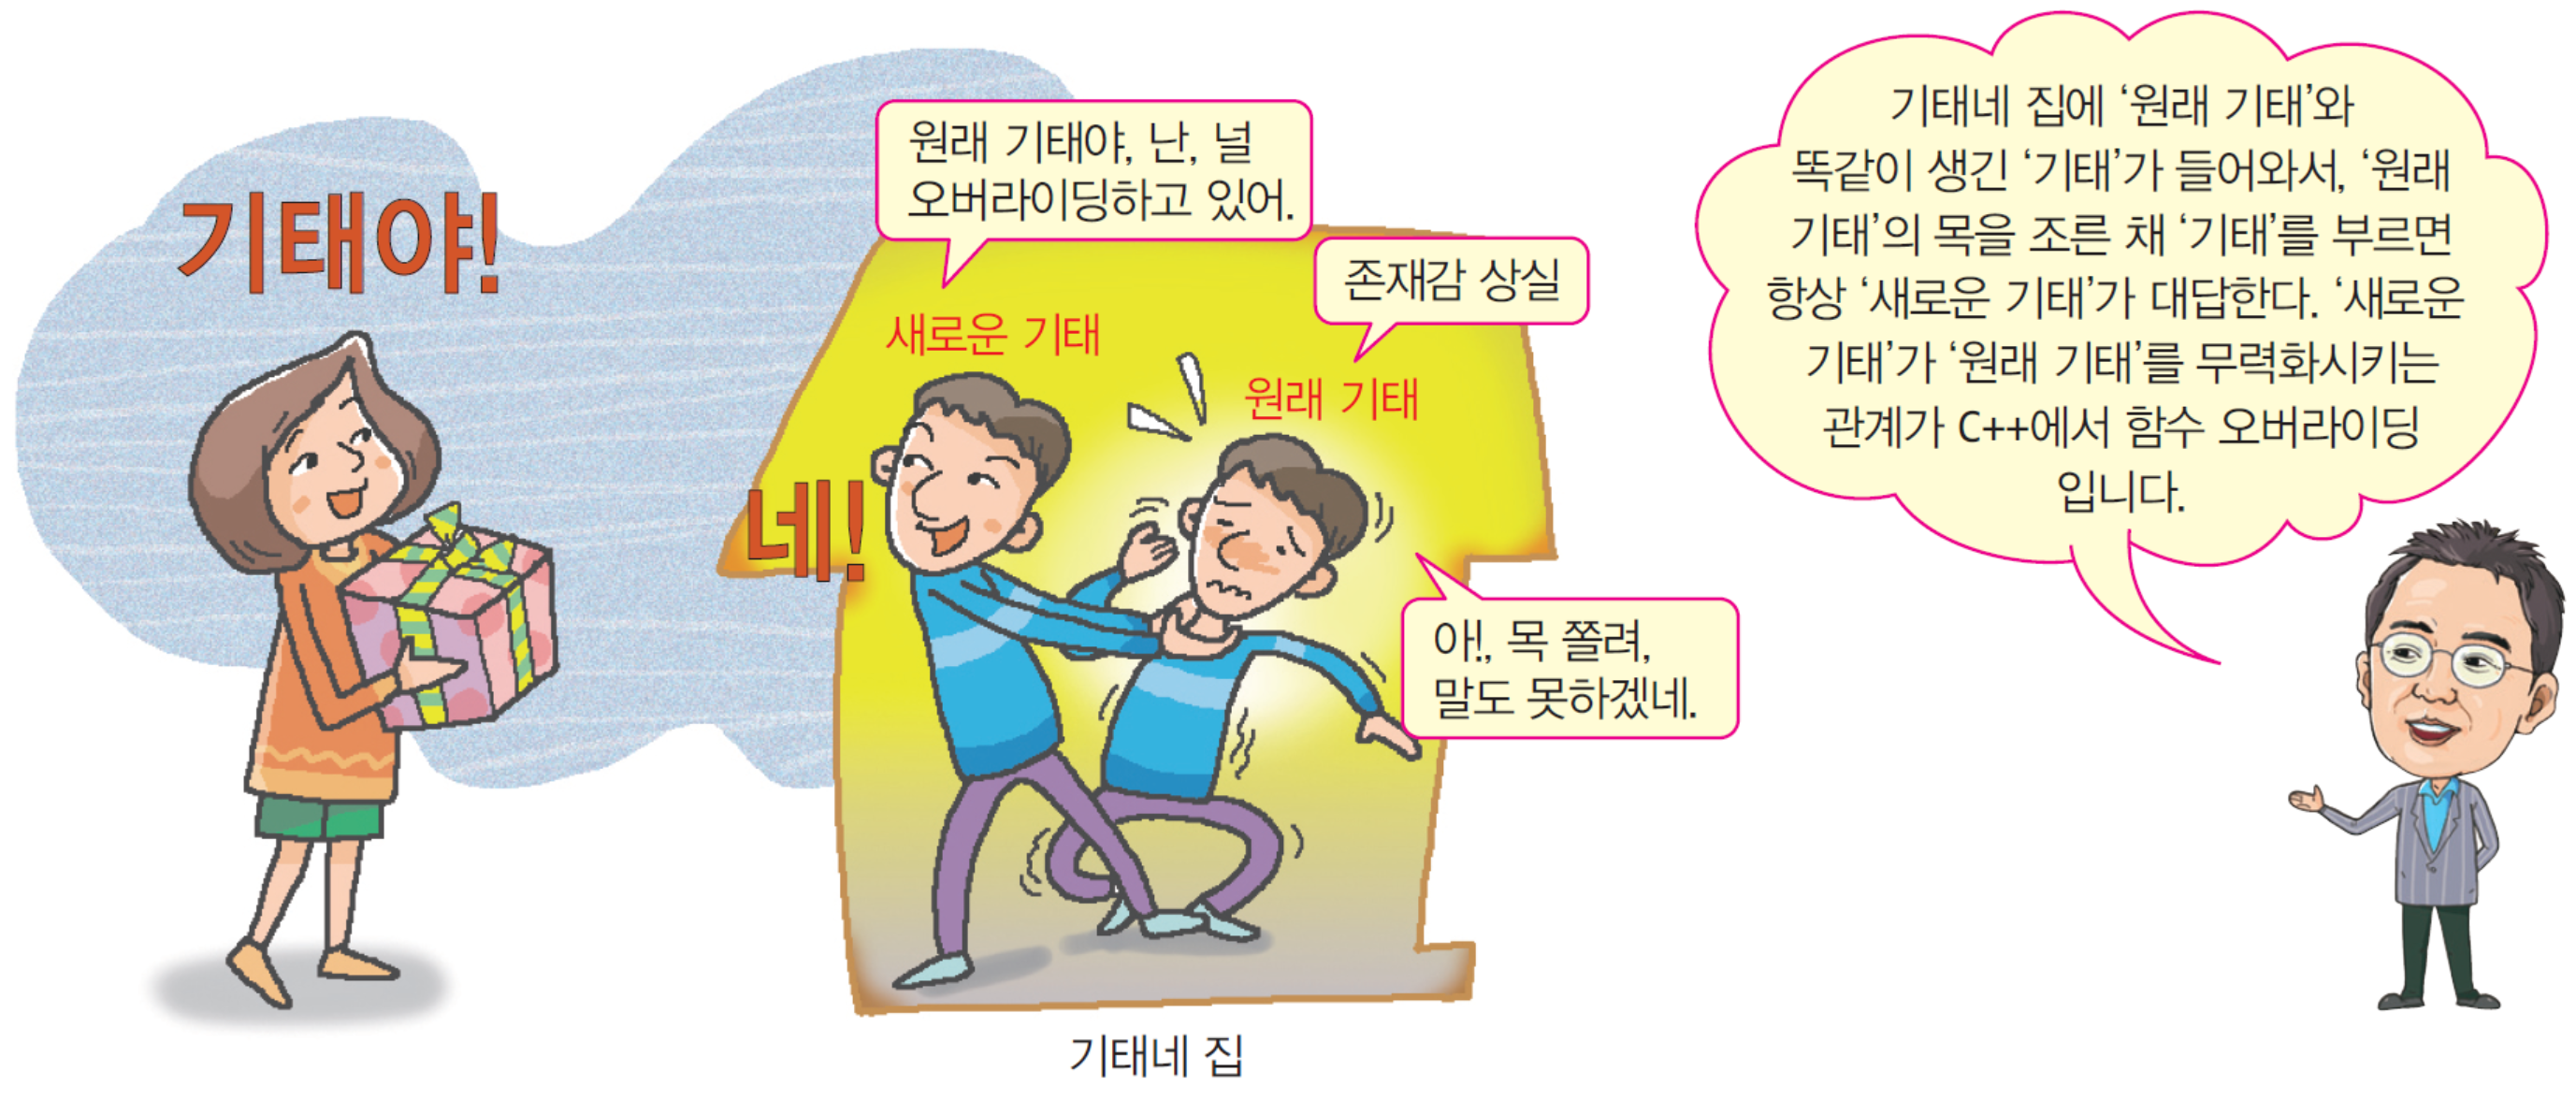 기태야!
원래 기태야, 난, 널
오버라이딩하고 있어.
존재감 상실
새로운 기태
원래 기태
네!
아!, 목 쫄려,
말도 못하겠네.
기태네 집
기태네 집에 ‘원래 기태’와
똑같이 생긴 ‘기태’가 들어와서, ‘원래
기태’의 목을 조른 채 ‘기태’를 부르면
항상 ‘새로운 기태’가 대답한다. ‘새로운
기태’가 ‘원래 기태’를 무력화시키는
관계가 C++에서 함수 오버라이딩
입니다.